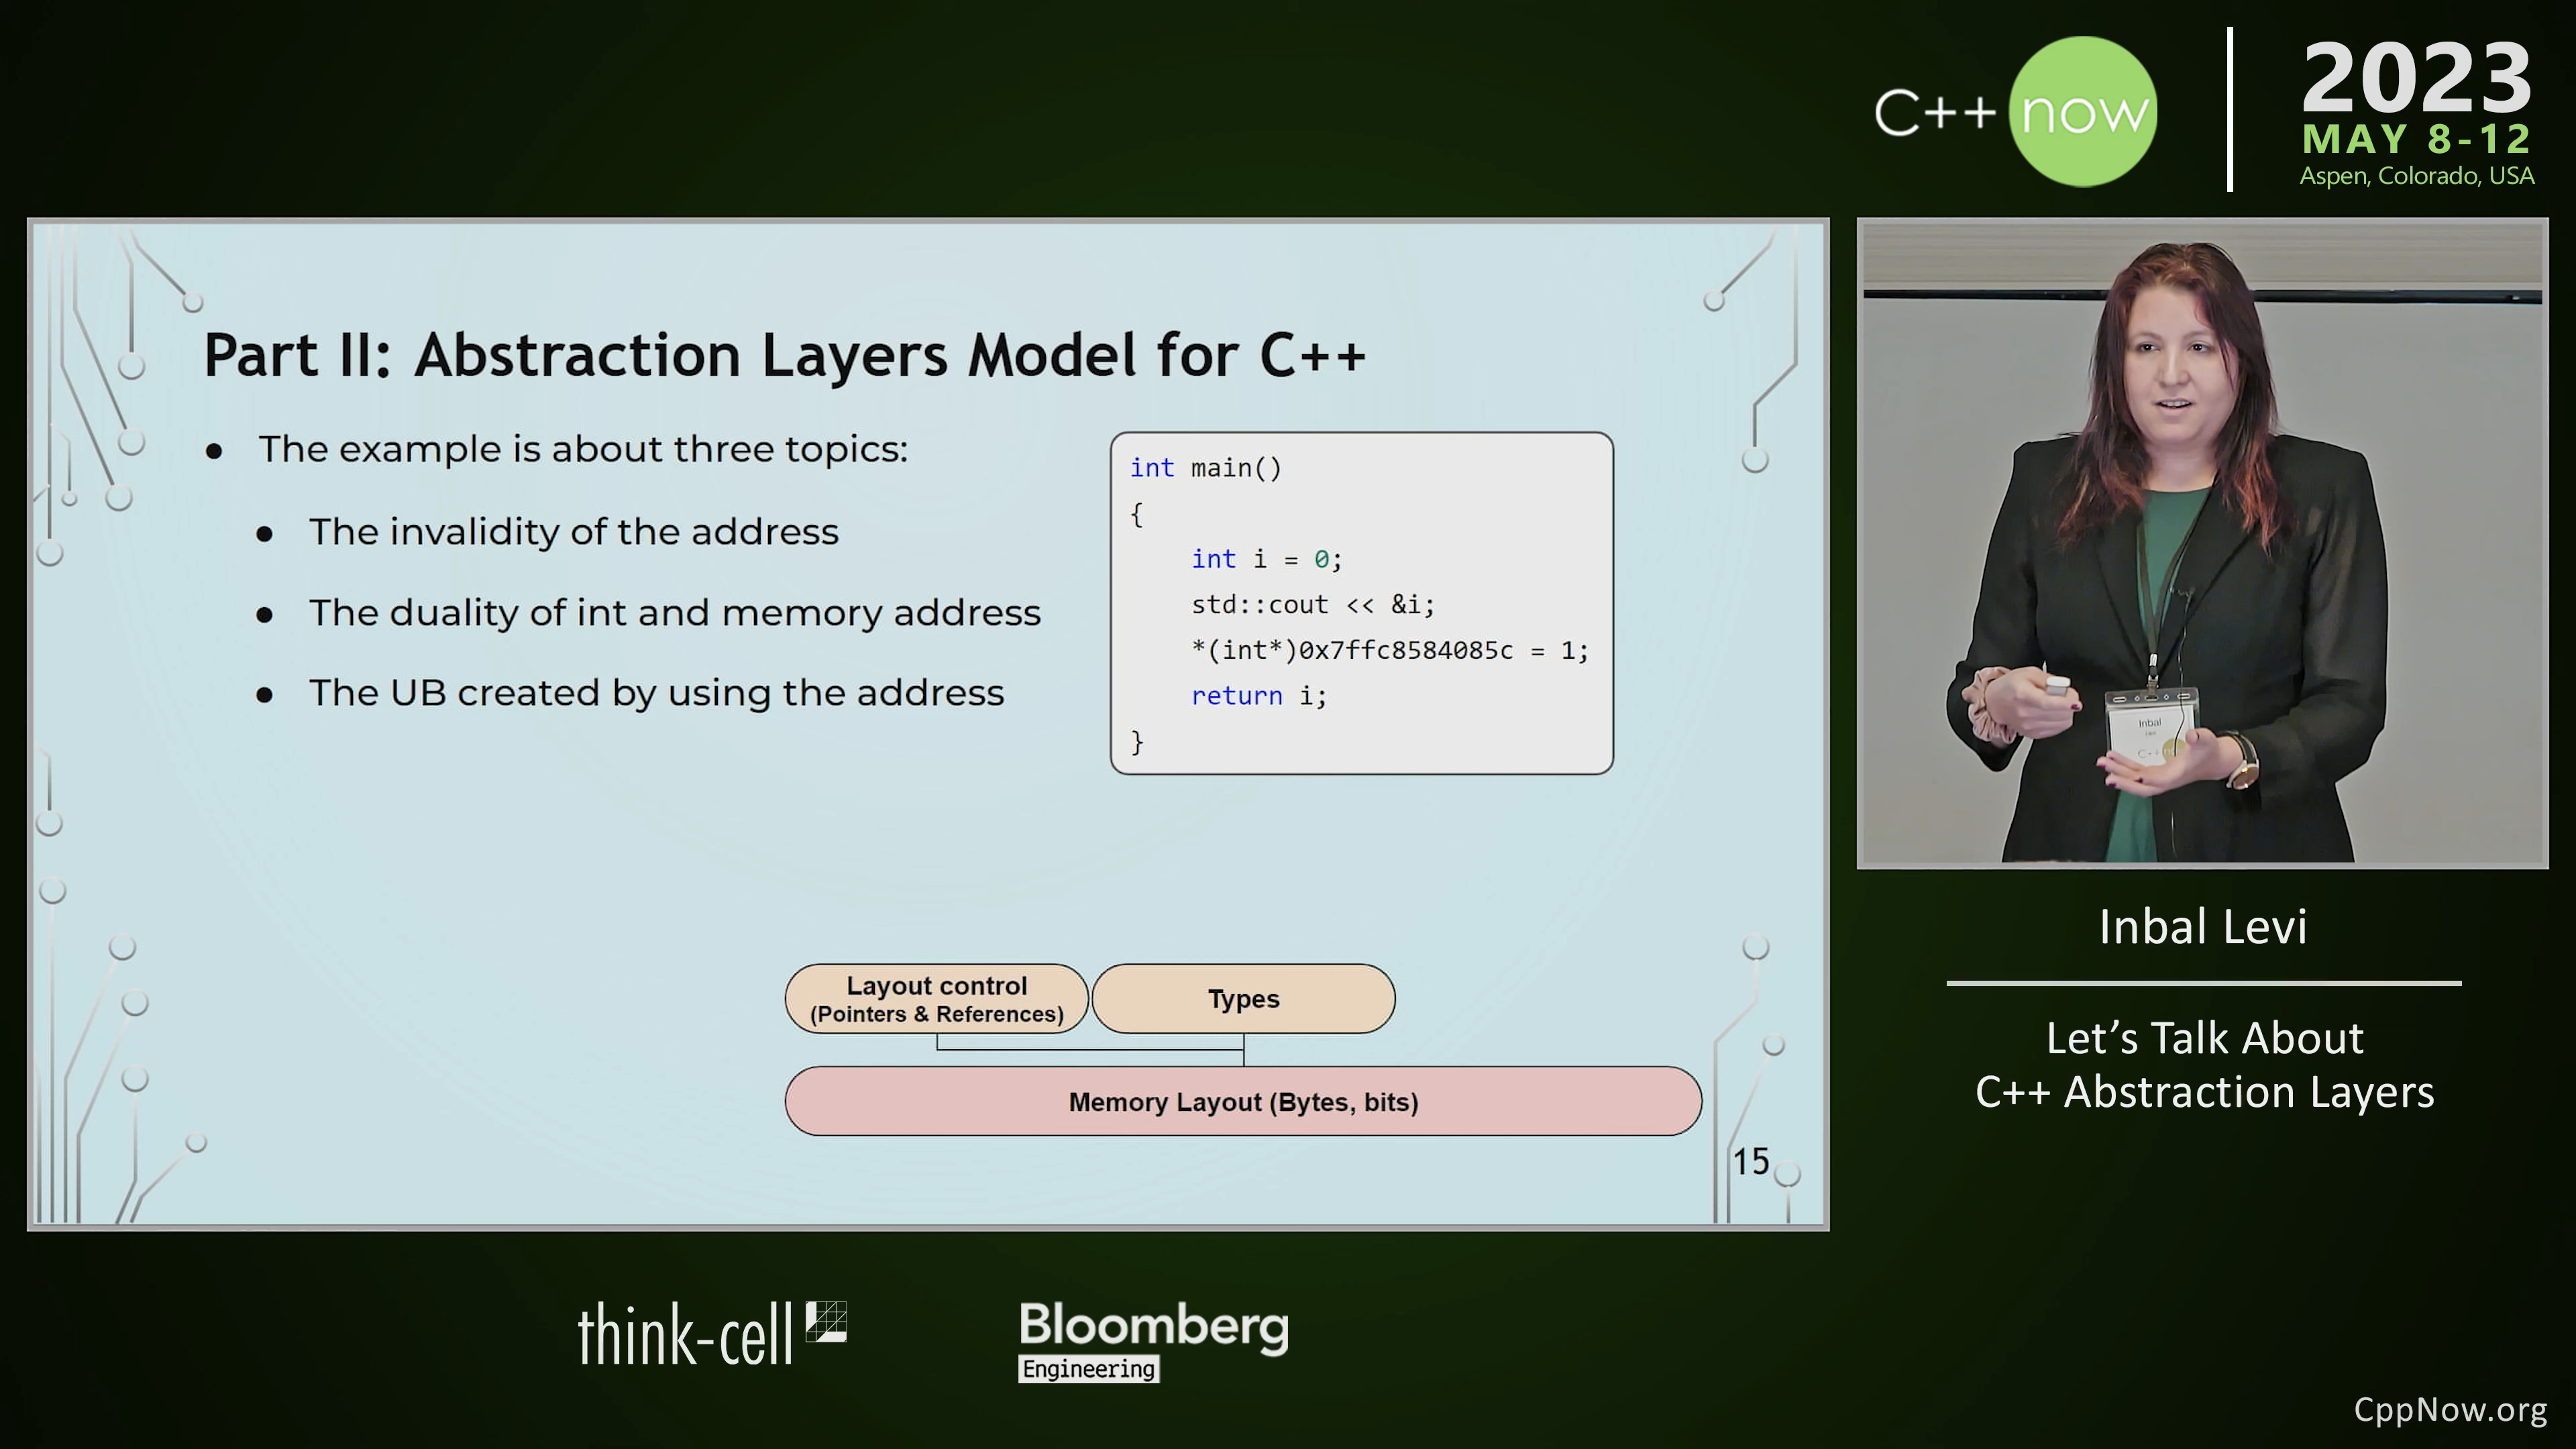 C++ now
2023
MAY 8-12
Aspen, Colorado, USA
Part II: Abstraction Layers Model for C++
● The example is about three topics:
● The invalidity of the address
● The duality of int and memory address
● The UB created by using the address
int main()
{
int i = 0;
std::cout << &i;
*(int*)0x7ffc8584085c = 1;
return i;
}
Layout control
(Pointers & References)
Types
Memory Layout (Bytes, bits)
15
Inbal
Levi
C++ now
Inbal Levi
Let's Talk About
C++ Abstraction Layers
think-cell
Bloomberg
Engineering
CppNow.org